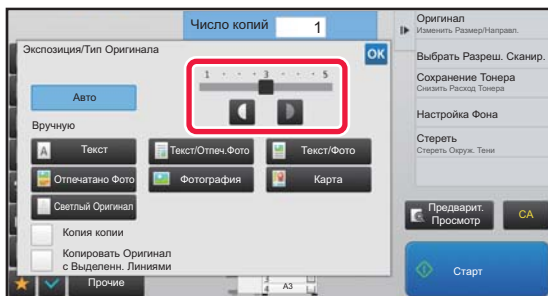 Число копий 1
Оригинал
Изменить Размер/Направл.
Выбрать Разреш. Сканир.
Сохранение Тонера
Снизить Расход Тонера
Настройка Фона
Стереть
Стереть Окруж. Тени
Предварит.
Просмотр
CA
Старт
Экспозиция/Тип Оригинала
OK
1 3 5
Авто
Вручную
A Текст
Текст/Отпеч.Фото
Текст/Фото
Отпечатано Фото
Фотография
Карта
Светлый Оригинал
Копия копии
Копировать Оригинал
с Выделенн. Линиями
Прочие
3
4
A3